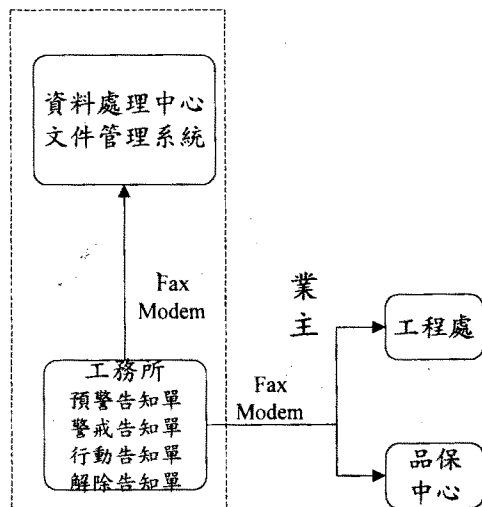 資料處理中心
文件管理系統
Fax
Modem
工務所
預警告知單
警戒告知單
行動告知單
解除告知單
Fax
Modem
業
主
工程處
品保
中心